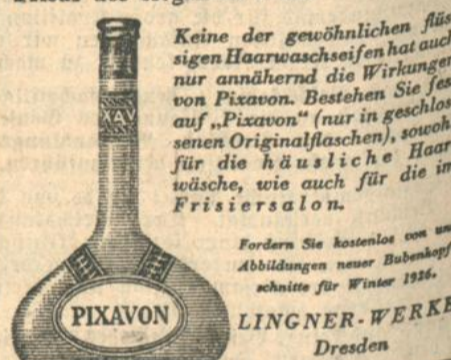 Keine der gewöhnlichen flüs
sigen Haarwaschseifen hat auch
nur annähernd die Wirkungen
von Pixavon. Bestehen Sie fes
auf „Pixavon“ (nur in geschlos
senen Originalflaschen), sowohl
für die häusliche Haar
wäsche, wie auch für die im
Frisiersalon.
Fordern Sie kostenlos von uns
Abbildungen neuer Bubenkopf
schnitte für Winter 1926.
LINGNER-WERKE
Dresden
XAV
PIXAVON